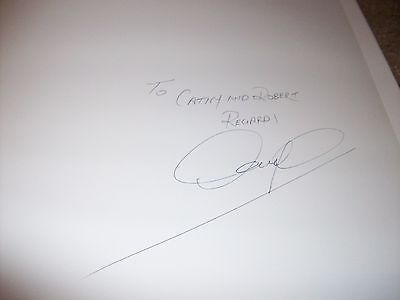 To
Cathy and Robert
Regards